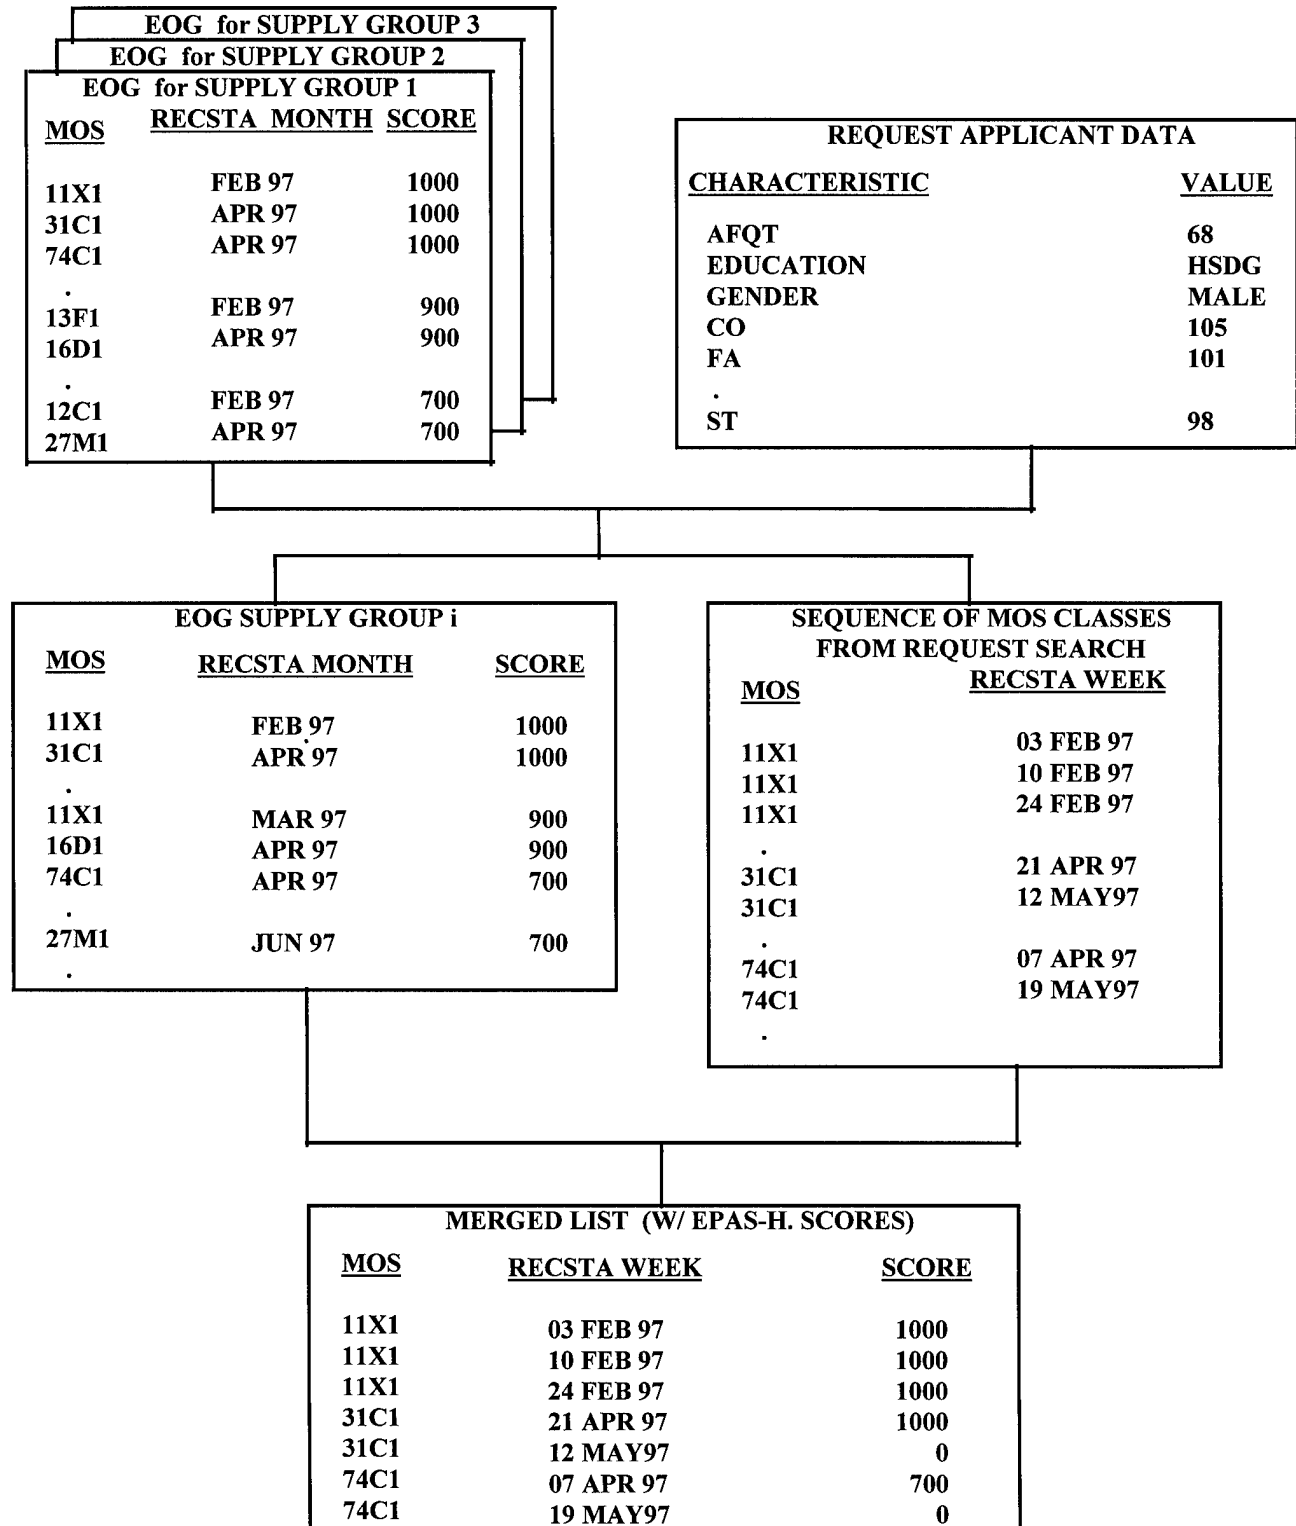 EOG for SUPPLY GROUP 3
EOG for SUPPLY GROUP 2
EOG for SUPPLY GROUP 1
MOS RECSTA MONTH SCORE
11X1 FEB 97 1000
31C1 APR 97 1000
74C1 APR 97 1000
.
13F1 FEB 97 900
16D1 APR 97 900
.
12C1 FEB 97 700
27M1 APR 97 700
REQUEST APPLICANT DATA
CHARACTERISTIC VALUE
AFQT 68
EDUCATION HSDG
GENDER MALE
CO 105
FA 101
.
ST 98
EOG SUPPLY GROUP i
MOS RECSTA MONTH SCORE
11X1 FEB 97 1000
31C1 APR 97 1000
.
11X1 MAR 97 900
16D1 APR 97 900
74C1 APR 97 700
.
27M1 JUN 97 700
.
SEQUENCE OF MOS CLASSES
FROM REQUEST SEARCH
MOS RECSTA WEEK
11X1 03 FEB 97
11X1 10 FEB 97
11X1 24 FEB 97
.
31C1 21 APR 97
31C1 12 MAY97
.
74C1 07 APR 97
74C1 19 MAY97
.
MERGED LIST (W/ EPAS-H. SCORES)
MOS RECSTA WEEK SCORE
11X1 03 FEB 97 1000
11X1 10 FEB 97 1000
11X1 24 FEB 97 1000
31C1 21 APR 97 1000
31C1 12 MAY97 0
74C1 07 APR 97 700
74C1 19 MAY97 0